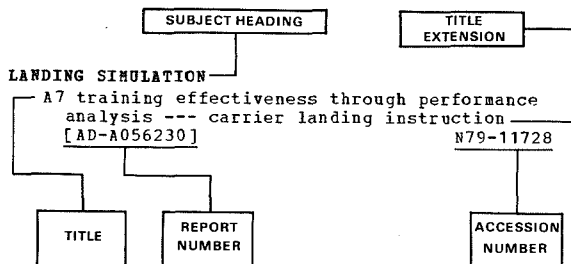 SUBJECT HEADING
TITLE
EXTENSION
LANDING SIMULATION
A7 training effectiveness through performance
analysis --- carrier landing instruction
[AD-A056230] N79-11728
TITLE
REPORT
NUMBER
ACCESSION
NUMBER